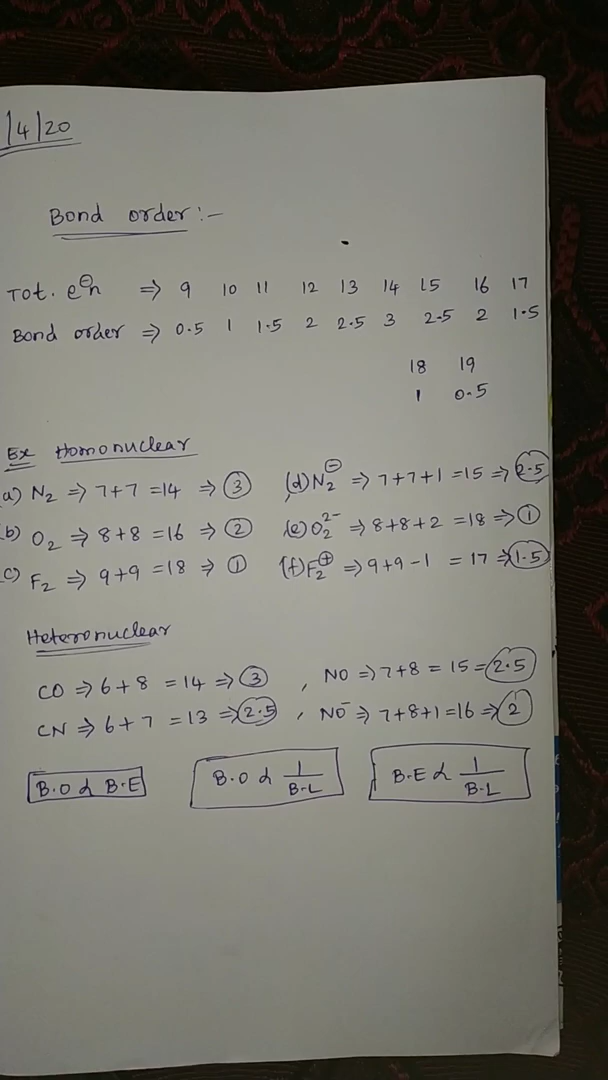 /4/20
Bond order :-
Tot. e⊖n ⇒ 9 10 11 12 13 14 15 16 17
Bond order ⇒ 0.5 1 1.5 2 2.5 3 2.5 2 1.5
18 19
1 0.5
Ex Homonuclear
(a) N₂ ⇒ 7+7 =14 ⇒ ③ (d) N₂⊖ ⇒ 7+7+1 =15 ⇒ 2.5
(b) O₂ ⇒ 8+8 =16 ⇒ ② (e) O₂²⁻ ⇒ 8+8+2 =18 ⇒ ①
(c) F₂ ⇒ 9+9 =18 ⇒ ① (f) F₂⊕ ⇒ 9+9-1 = 17 ⇒ 1.5
Heteronuclear
CO ⇒ 6+8 =14 ⇒ ③ , NO ⇒ 7+8 = 15 = 2.5
CN ⇒ 6+7 =13 ⇒ 2.5 , NO⁻ ⇒ 7+8+1=16 ⇒ ②
B.O ∝ B.E B.O ∝ 1/B.L B.E ∝ 1/B.L